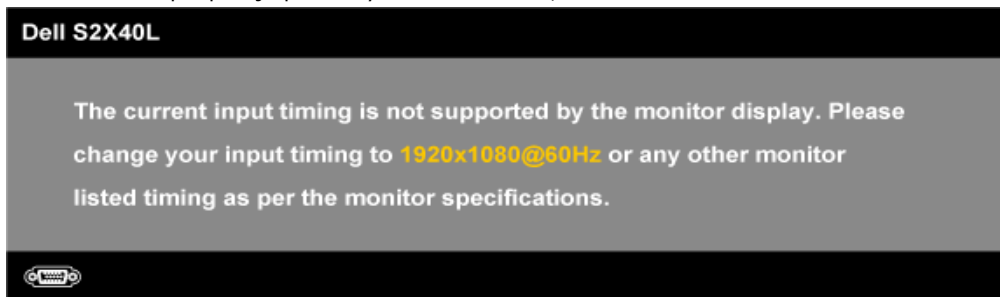 Dell S2X40L
The current input timing is not supported by the monitor display. Please
change your input timing to 1920x1080@60Hz or any other monitor
listed timing as per the monitor specifications.